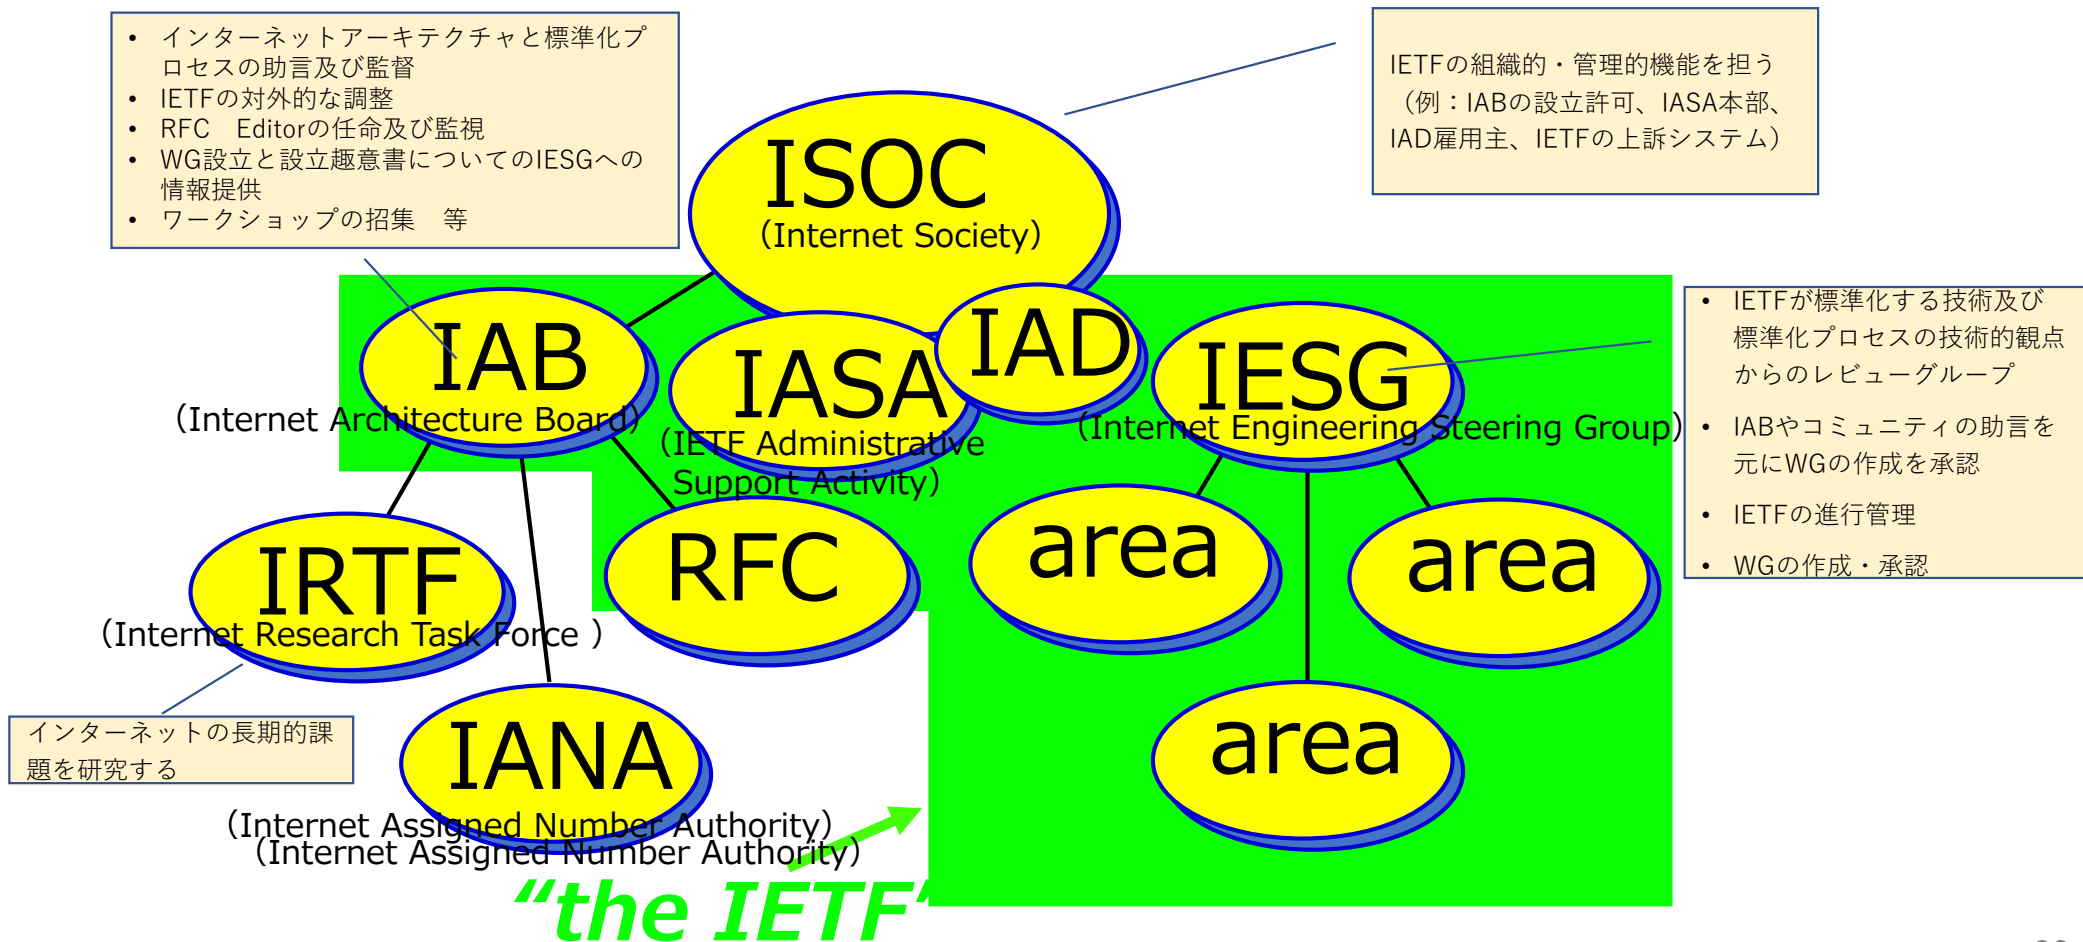 • インターネットアーキテクチャと標準化プ
ロセスの助言及び監督
• IETFの対外的な調整
• RFC　Editorの任命及び監視
• WG設立と設立趣意書についてのIESGへの
情報提供
• ワークショップの招集　等
IETFの組織的・管理的機能を担う
（例：IABの設立許可、IASA本部、
IAD雇用主、IETFの上訴システム）
ISOC
（Internet Society）
IAB
（Internet Architecture Board）
IASA
（IETF Administrative
Support Activity）
IAD
IESG
（Internet Engineering Steering Group）
• IETFが標準化する技術及び
標準化プロセスの技術的観点
からのレビューグループ
• IABやコミュニティの助言を
元にWGの作成を承認
• IETFの進行管理
• WGの作成・承認
IRTF
（Internet Research Task Force ）
RFC
area
area
area
インターネットの長期的課
題を研究する
IANA
（Internet Assigned Number Authority）
（Internet Assigned Number Authority）
“the IETF”